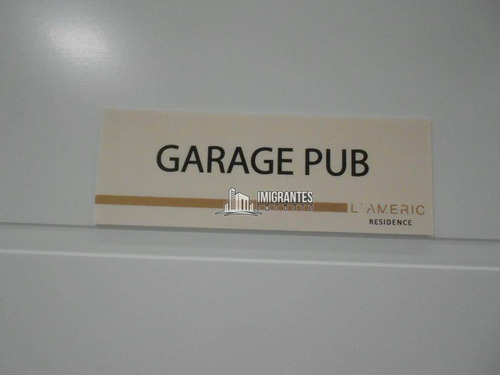 GARAGE PUB
IMIGRANTES
L'AMERIC
RESIDENCE